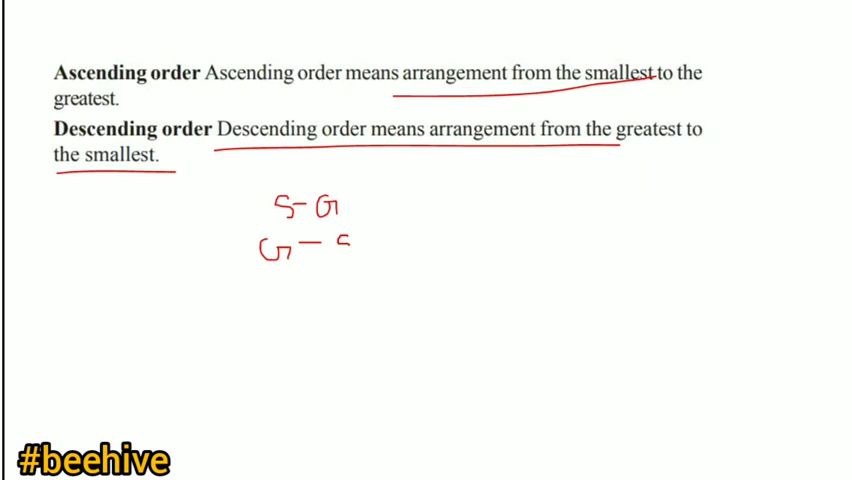 Ascending order Ascending order means arrangement from the smallest to the
greatest.
Descending order Descending order means arrangement from the greatest to
the smallest.
S-G
G-S
#beehive